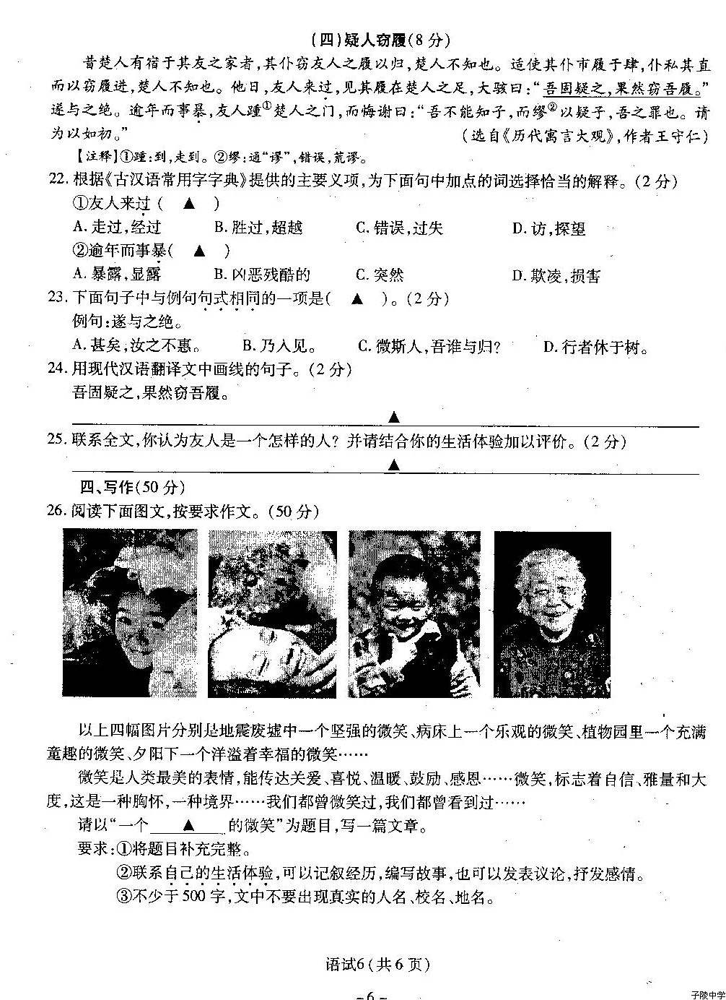 (四)疑人窃履(8分)
昔楚人有宿于其友之家者,其仆窃友人之履以归,楚人不知也。适使其仆市履于肆,仆私其直
而以窃履进,楚人不知也。他日,友人来过,见其履在楚人之足,大骇曰:“吾固疑之,果然窃吾履。”
遂与之绝。逾年而事暴,友人踵①楚人之门,而悔谢曰:“吾不能知子,而缪②以疑子,吾之罪也。请
为以如初。”　(选自《历代寓言大观》,作者王守仁)
【注释】①踵:到,走到。②缪:通“谬”,错误,荒谬。
22. 根据《古汉语常用字字典》提供的主要义项,为下面句中加点的词选择恰当的解释。(2分)
①友人来过( ▲ )
A. 走过,经过　B. 胜过,超越　C. 错误,过失　D. 访,探望
②逾年而事暴( ▲ )
A. 暴露,显露　B. 凶恶残酷的　C. 突然　D. 欺凌,损害
23. 下面句子中与例句句式相同的一项是( ▲ )。(2分)
例句:遂与之绝。
A. 甚矣,汝之不惠。　B. 乃入见。　C. 微斯人,吾谁与归?　D. 行者休于树。
24. 用现代汉语翻译文中画线的句子。(2分)
吾固疑之,果然窃吾履。
▲
25. 联系全文,你认为友人是一个怎样的人? 并请结合你的生活体验加以评价。(2分)
▲
四、写作(50分)
26. 阅读下面图文,按要求作文。(50分)
以上四幅图片分别是地震废墟中一个坚强的微笑、病床上一个乐观的微笑、植物园里一个充满
童趣的微笑、夕阳下一个洋溢着幸福的微笑……
微笑是人类最美的表情,能传达关爱、喜悦、温暖、鼓励、感恩……微笑,标志着自信、雅量和大
度,这是一种胸怀,一种境界……我们都曾微笑过,我们都曾看到过……
请以“一个 ▲ 的微笑”为题目,写一篇文章。
要求:①将题目补充完整。
②联系自己的生活体验,可以记叙经历,编写故事,也可以发表议论,抒发感情。
③不少于500字,文中不要出现真实的人名、校名、地名。
语试6(共6页)
- 6 -
子陵中学